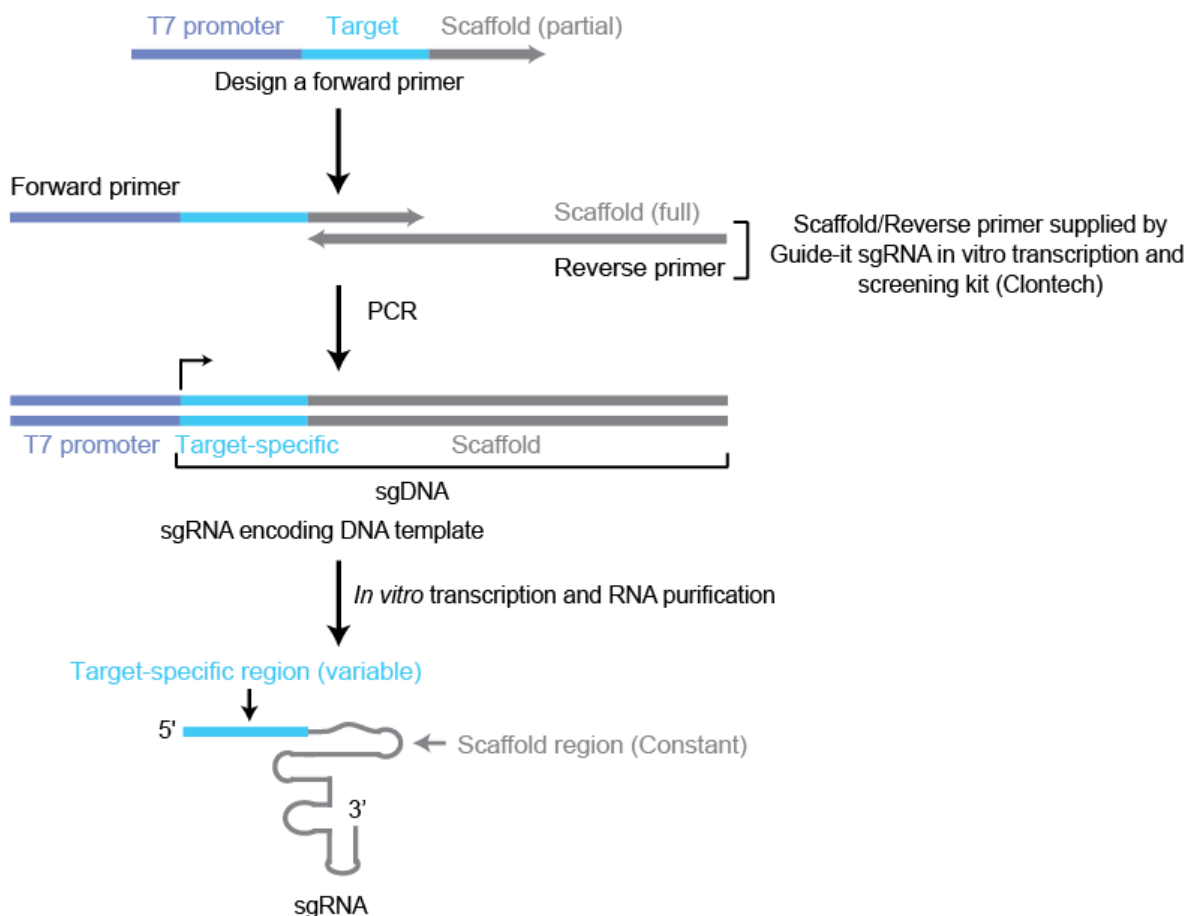 T7 promoter Target Scaffold (partial)
Design a forward primer
Forward primer
Scaffold (full)
Reverse primer
Scaffold/Reverse primer supplied by
Guide-it sgRNA in vitro transcription and
screening kit (Clontech)
PCR
T7 promoter Target-specific Scaffold
sgDNA
sgRNA encoding DNA template
In vitro transcription and RNA purification
Target-specific region (variable)
5'
Scaffold region (Constant)
3’
sgRNA